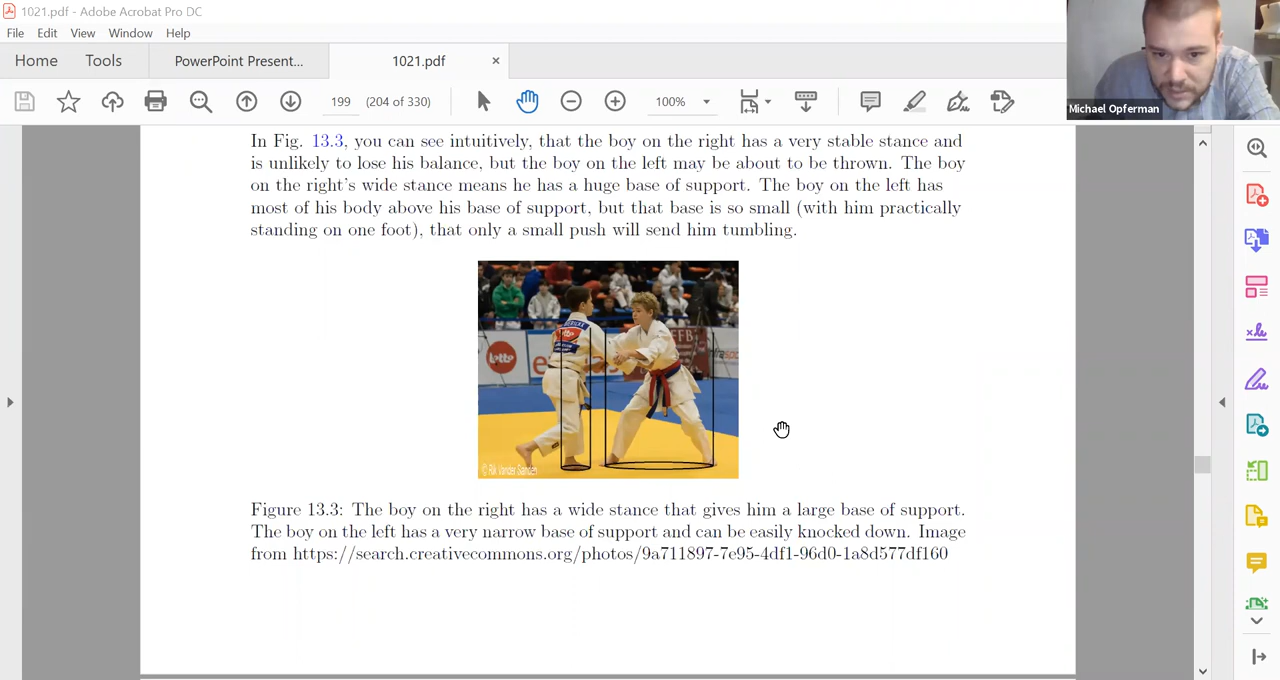 1021.pdf - Adobe Acrobat Pro DC
File Edit View Window Help
Home Tools PowerPoint Present... 1021.pdf ×
199 (204 of 330) 100%
Michael Opferman
In Fig. 13.3, you can see intuitively, that the boy on the right has a very stable stance and
is unlikely to lose his balance, but the boy on the left may be about to be thrown. The boy
on the right's wide stance means he has a huge base of support. The boy on the left has
most of his body above his base of support, but that base is so small (with him practically
standing on one foot), that only a small push will send him tumbling.
lotto
© Rik Vander Sanden
Figure 13.3: The boy on the right has a wide stance that gives him a large base of support.
The boy on the left has a very narrow base of support and can be easily knocked down. Image
from https://search.creativecommons.org/photos/9a711897-7e95-4df1-96d0-1a8d577df160